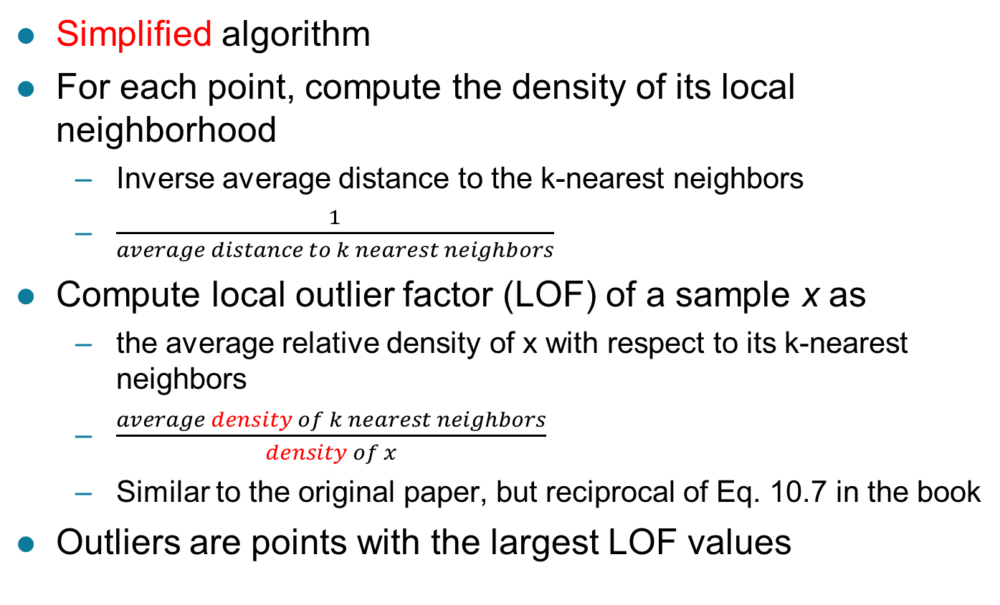 ● Simplified algorithm
● For each point, compute the density of its local
neighborhood
– Inverse average distance to the k-nearest neighbors
– 1
average distance to k nearest neighbors
● Compute local outlier factor (LOF) of a sample x as
– the average relative density of x with respect to its k-nearest
neighbors
– average density of k nearest neighbors
density of x
– Similar to the original paper, but reciprocal of Eq. 10.7 in the book
● Outliers are points with the largest LOF values